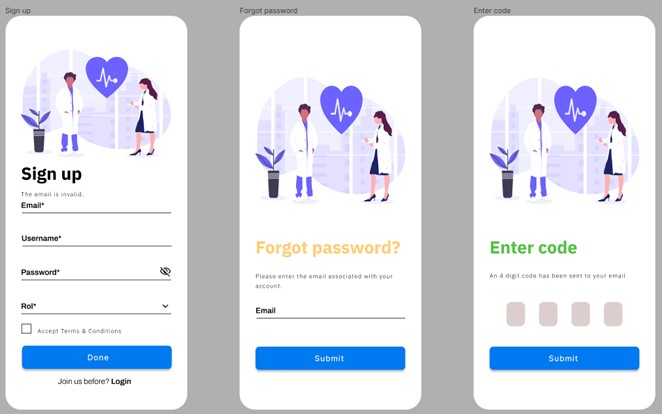 Sign up
Forgot password
Enter code
Sign up
The email is invalid.
Email*
Username*
Password*
Rol*
Accept Terms & Conditions
Done
Join us before? Login
Forgot password?
Please enter the email associated with your
account.
Email
Submit
Enter code
An 4 digit code has been sent to your email
Submit